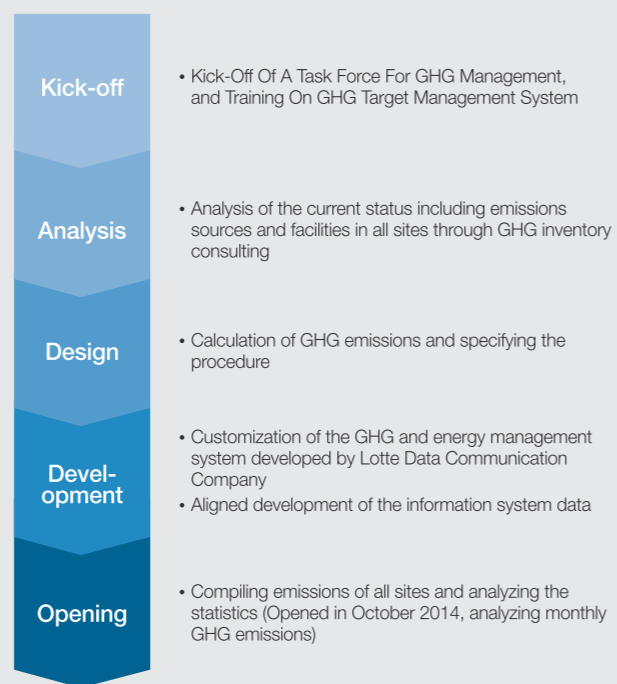 Kick-off
• Kick-Off Of A Task Force For GHG Management,
and Training On GHG Target Management System
Analysis
• Analysis of the current status including emissions
sources and facilities in all sites through GHG inventory
consulting
Design
• Calculation of GHG emissions and specifying the
procedure
Devel-
opment
• Customization of the GHG and energy management
system developed by Lotte Data Communication
Company
• Aligned development of the information system data
Opening
• Compiling emissions of all sites and analyzing the
statistics (Opened in October 2014, analyzing monthly
GHG emissions)